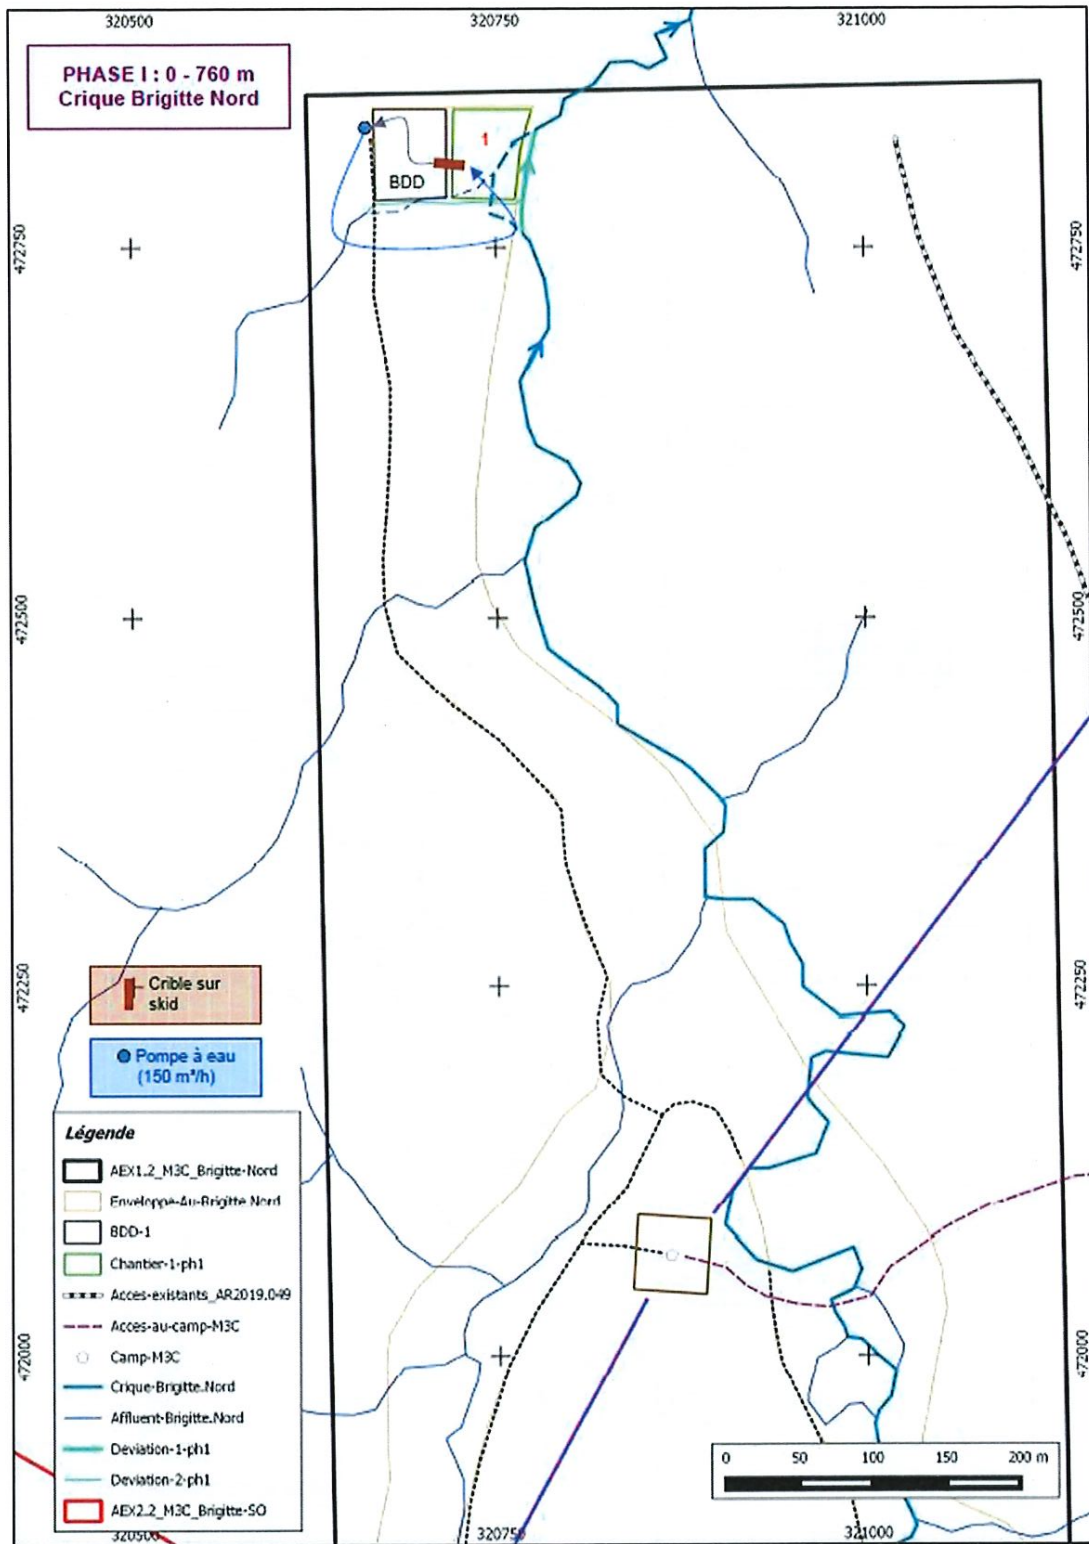 320500 320750 321000
PHASE I : 0 - 760 m
Crique Brigitte Nord
1
BDD
472750 472750
472500 472500
472250 472250
Crible sur
skid
Pompe à eau
(150 m³/h)
Légende
AEX1.2_M3C_Brigitte-Nord
Enveloppe-Au-Brigitte Nord
BDD-1
Chantier-1-ph1
Acces-existants_AR2019.049
Acces-au-camp-M3C
Camp-M3C
Crique-Brigitte.Nord
Affluent-Brigitte.Nord
Deviation-1-ph1
Deviation-2-ph1
AEX2.2_M3C_Brigitte-SO
472000 472000
0 50 100 150 200 m
320500 320750 321000